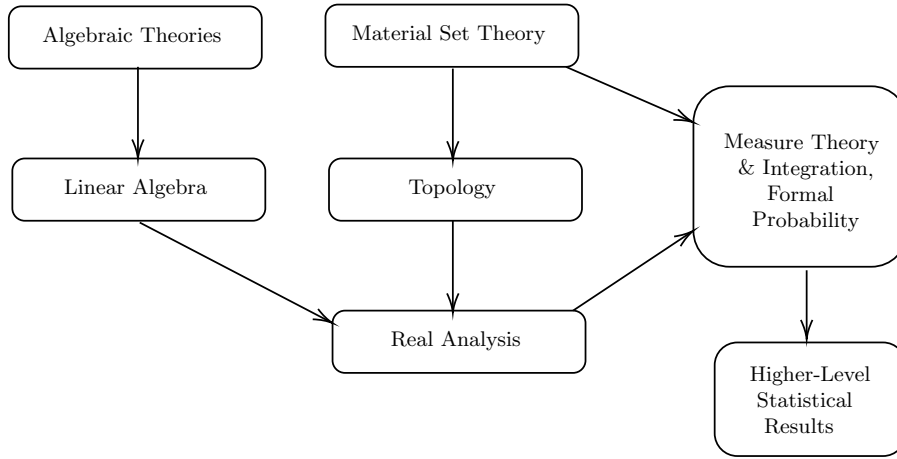 Algebraic Theories
Material Set Theory
Measure Theory
& Integration,
Formal
Probability
Linear Algebra
Topology
Real Analysis
Higher-Level
Statistical
Results